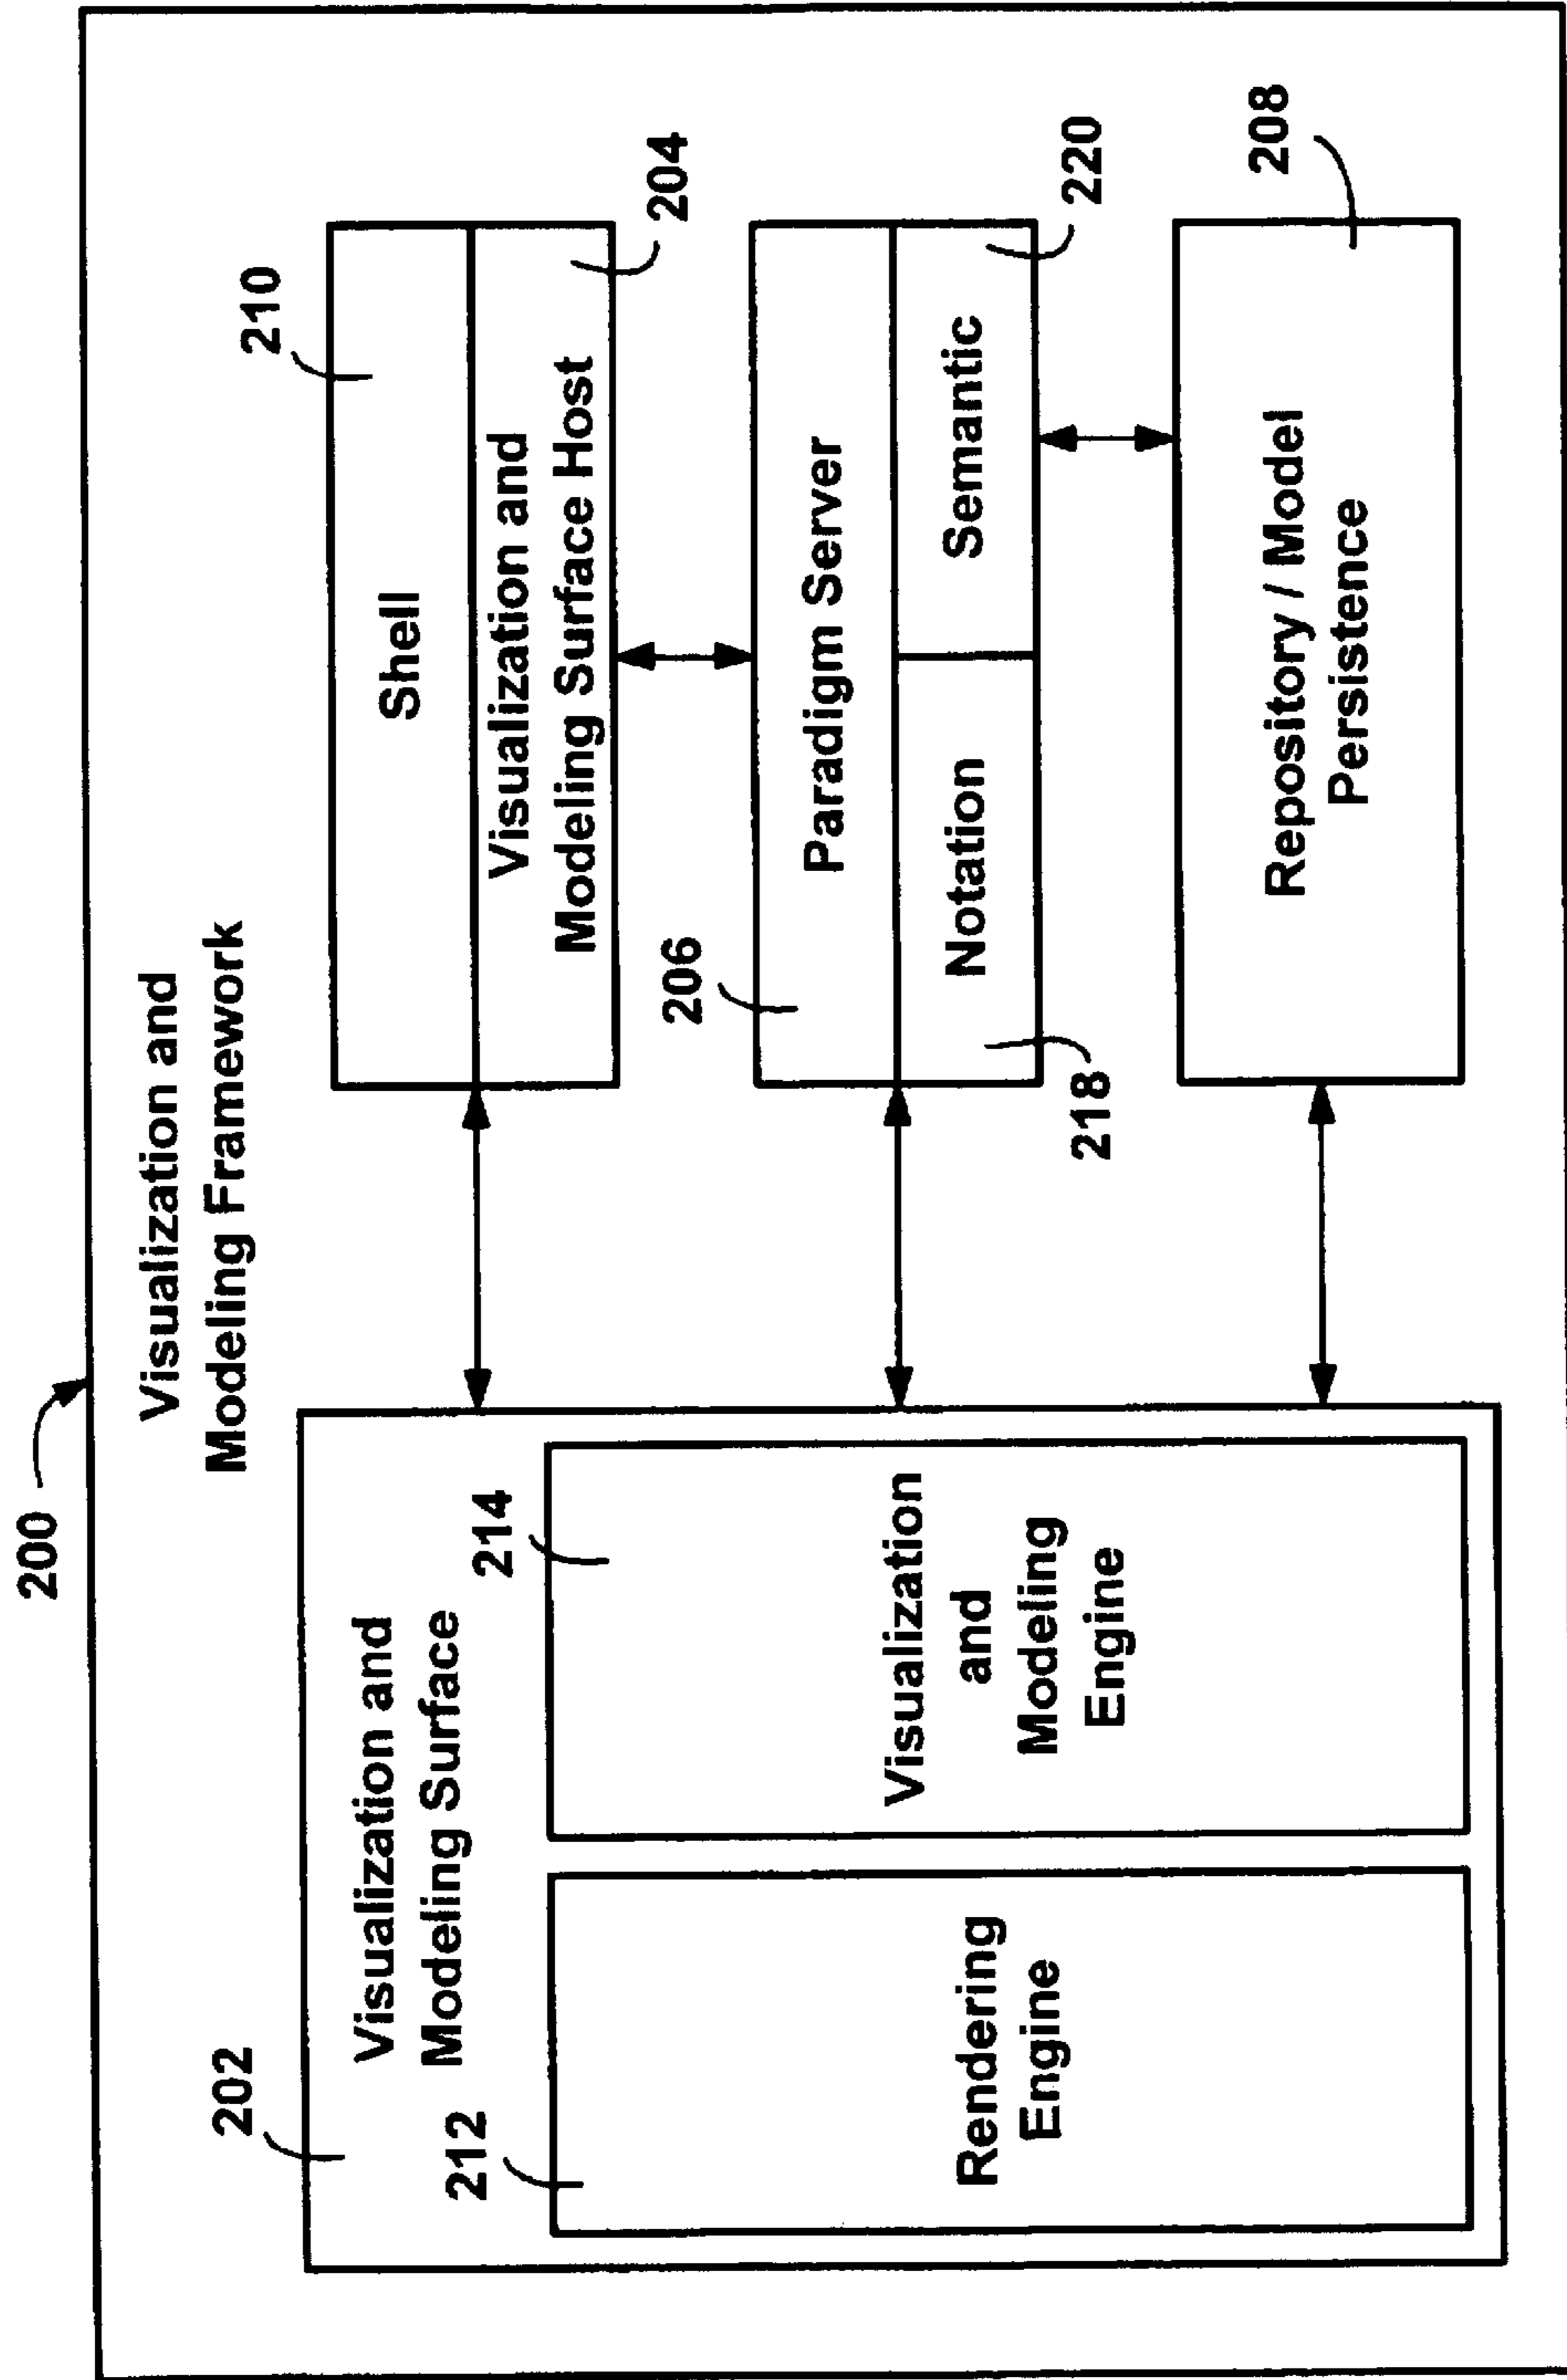 200
Visualization and
Modeling Framework
202
Visualization and
Modeling Surface
212
Rendering
Engine
214
Visualization
and
Modeling
Engine
210
Shell
Visualization and
Modeling Surface Host
204
206
Paradigm Server
Notation
Semantic
218
220
Repository / Model
Persistence
208